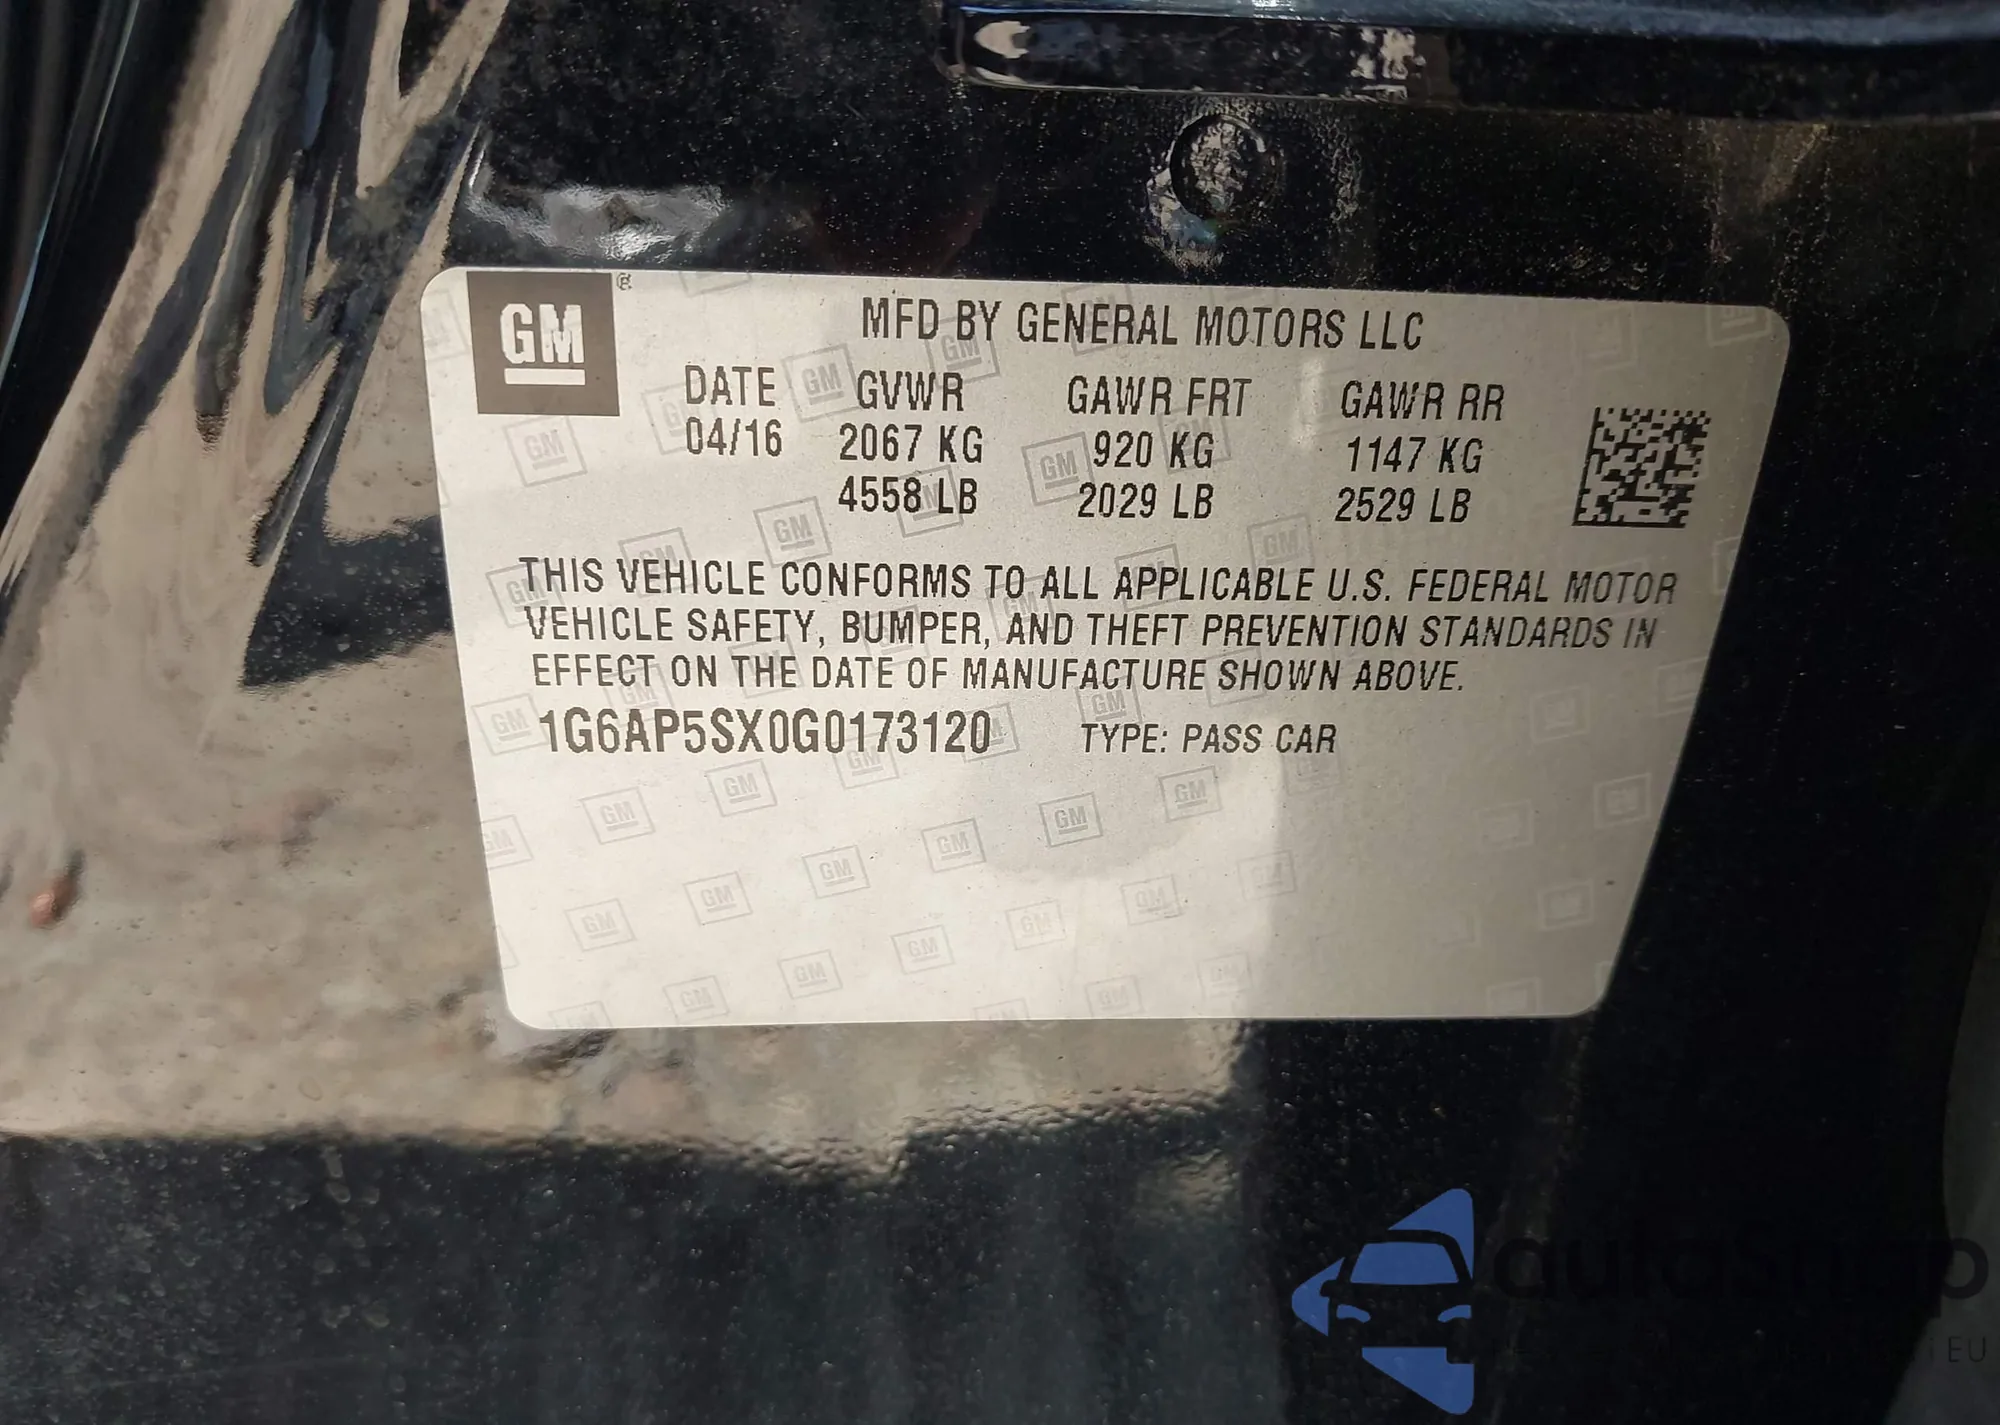 GM
MFD BY GENERAL MOTORS LLC
DATE GVWR GAWR FRT GAWR RR
04/16 2067 KG 920 KG 1147 KG
4558 LB 2029 LB 2529 LB
THIS VEHICLE CONFORMS TO ALL APPLICABLE U.S. FEDERAL MOTOR
VEHICLE SAFETY, BUMPER, AND THEFT PREVENTION STANDARDS IN
EFFECT ON THE DATE OF MANUFACTURE SHOWN ABOVE.
1G6AP5SX0G0173120 TYPE: PASS CAR
EU